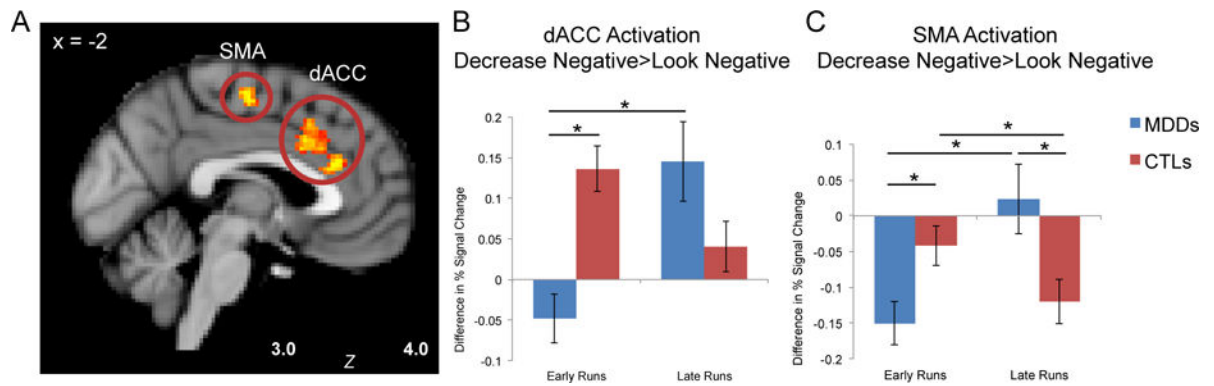 A
x = -2
SMA
dACC
3.0
4.0
Z
B
dACC Activation
Decrease Negative>Look Negative
*
*
Difference in % Signal Change
0.2
0.15
0.1
0.05
0
-0.05
-0.1
Early Runs
Late Runs
C
SMA Activation
Decrease Negative>Look Negative
*
*
*
*
Difference in % Signal Change
0.1
0.05
0
-0.05
-0.1
-0.15
-0.2
Early Runs
Late Runs
MDDs
CTLs